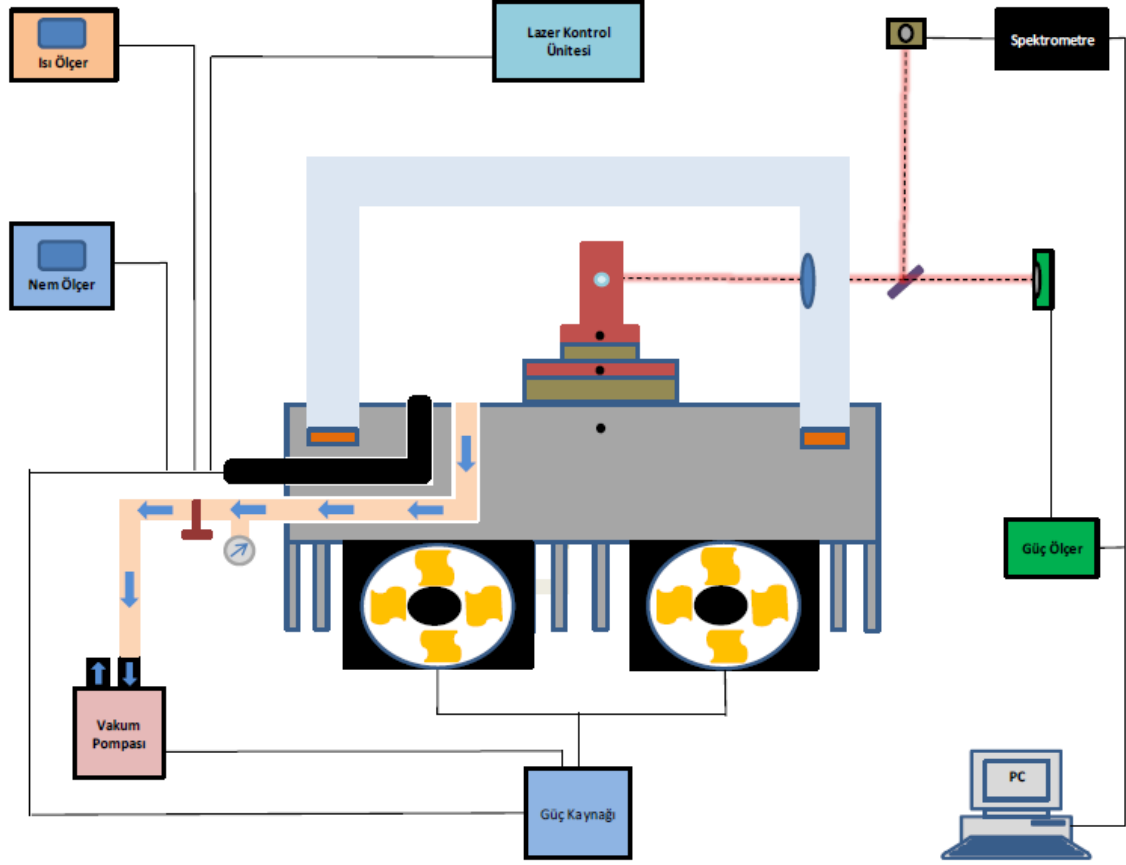 Isı Ölçer
Lazer Kontrol
Ünitesi
Spektrometre
Nem Ölçer
Güç Ölçer
Vakum
Pompası
Güç Kaynağı
PC